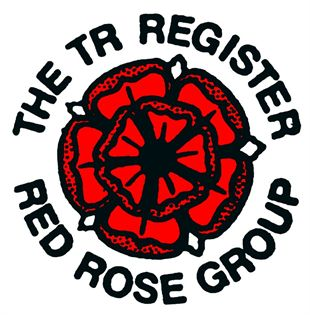 THE TR REGISTER
RED ROSE GROUP